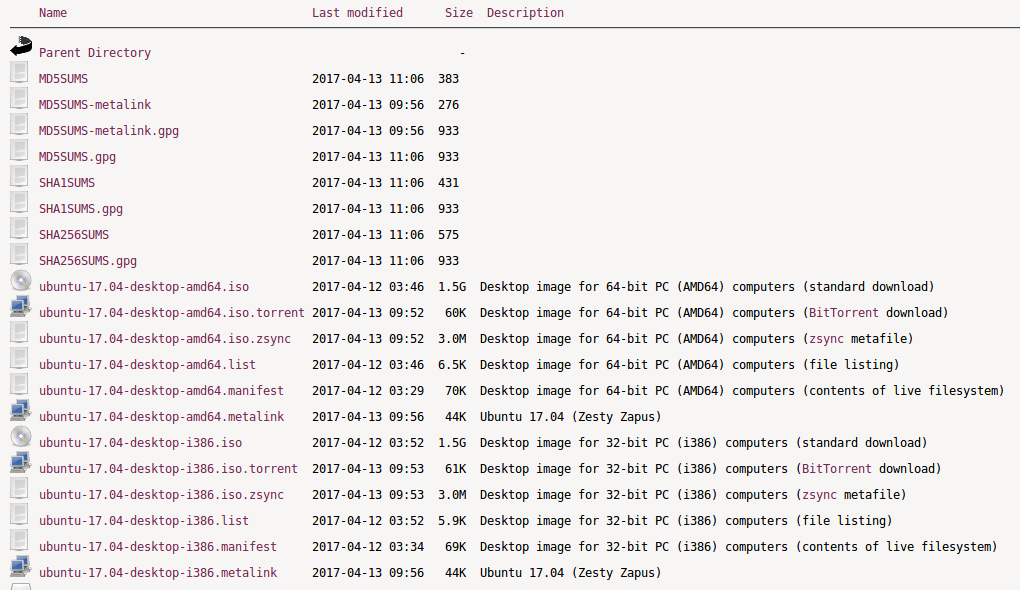 Name Last modified Size Description
Parent Directory -
MD5SUMS 2017-04-13 11:06 383
MD5SUMS-metalink 2017-04-13 09:56 276
MD5SUMS-metalink.gpg 2017-04-13 09:56 933
MD5SUMS.gpg 2017-04-13 11:06 933
SHA1SUMS 2017-04-13 11:06 431
SHA1SUMS.gpg 2017-04-13 11:06 933
SHA256SUMS 2017-04-13 11:06 575
SHA256SUMS.gpg 2017-04-13 11:06 933
ubuntu-17.04-desktop-amd64.iso 2017-04-12 03:46 1.5G Desktop image for 64-bit PC (AMD64) computers (standard download)
ubuntu-17.04-desktop-amd64.iso.torrent 2017-04-13 09:52 60K Desktop image for 64-bit PC (AMD64) computers (BitTorrent download)
ubuntu-17.04-desktop-amd64.iso.zsync 2017-04-13 09:52 3.0M Desktop image for 64-bit PC (AMD64) computers (zsync metafile)
ubuntu-17.04-desktop-amd64.list 2017-04-12 03:46 6.5K Desktop image for 64-bit PC (AMD64) computers (file listing)
ubuntu-17.04-desktop-amd64.manifest 2017-04-12 03:29 70K Desktop image for 64-bit PC (AMD64) computers (contents of live filesystem)
ubuntu-17.04-desktop-amd64.metalink 2017-04-13 09:56 44K Ubuntu 17.04 (Zesty Zapus)
ubuntu-17.04-desktop-i386.iso 2017-04-12 03:52 1.5G Desktop image for 32-bit PC (i386) computers (standard download)
ubuntu-17.04-desktop-i386.iso.torrent 2017-04-13 09:53 61K Desktop image for 32-bit PC (i386) computers (BitTorrent download)
ubuntu-17.04-desktop-i386.iso.zsync 2017-04-13 09:53 3.0M Desktop image for 32-bit PC (i386) computers (zsync metafile)
ubuntu-17.04-desktop-i386.list 2017-04-12 03:52 5.9K Desktop image for 32-bit PC (i386) computers (file listing)
ubuntu-17.04-desktop-i386.manifest 2017-04-12 03:34 69K Desktop image for 32-bit PC (i386) computers (contents of live filesystem)
ubuntu-17.04-desktop-i386.metalink 2017-04-13 09:56 44K Ubuntu 17.04 (Zesty Zapus)